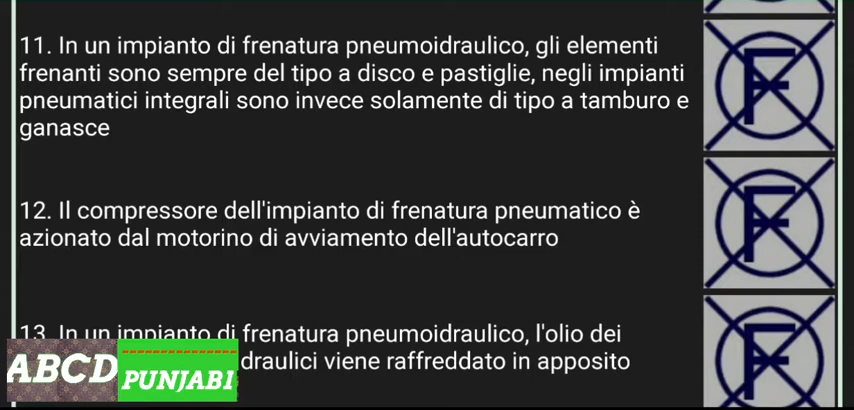 11. In un impianto di frenatura pneumoidraulico, gli elementi
frenanti sono sempre del tipo a disco e pastiglie, negli impianti
pneumatici integrali sono invece solamente di tipo a tamburo e
ganasce
F
12. Il compressore dell'impianto di frenatura pneumatico è
azionato dal motorino di avviamento dell'autocarro
F
13. In un impianto di frenatura pneumoidraulico, l'olio dei
draulici viene raffreddato in apposito
F
ABCD PUNJABI